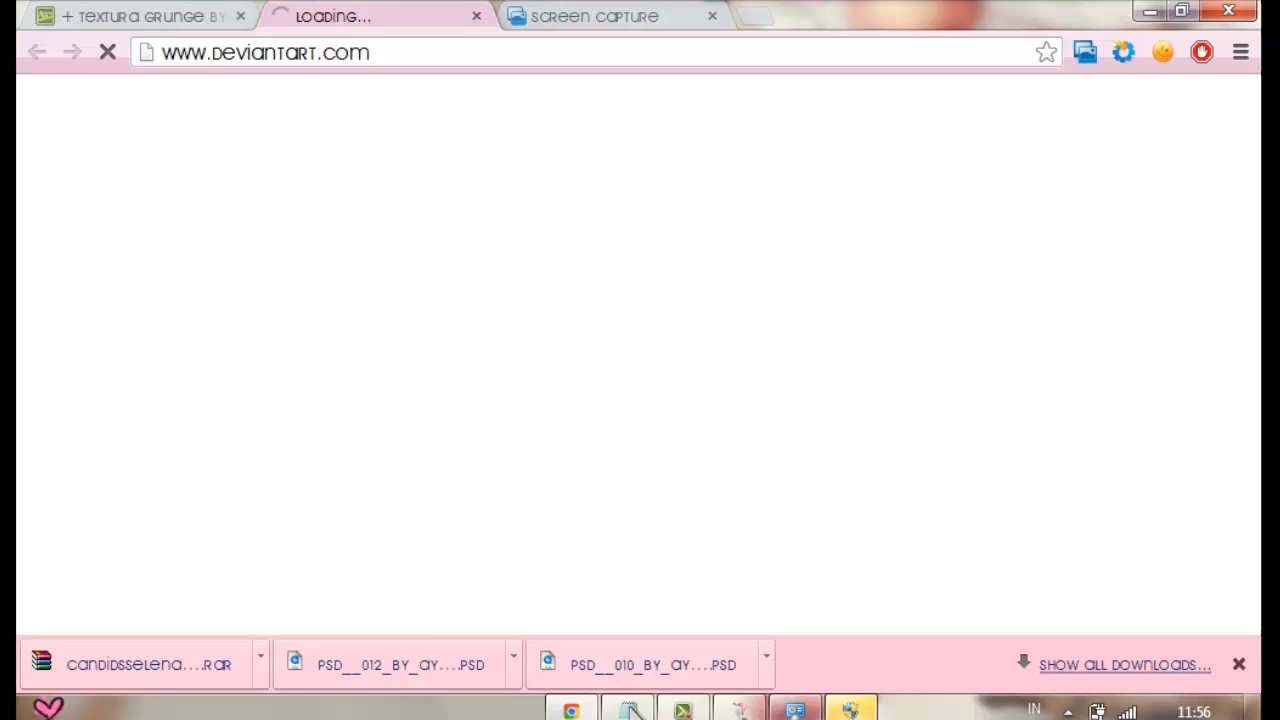 + TEXTURA GRUNGE BY
LOADING...
SCREEN CAPTURE
www.DEVIANTART.com
CANDIDSSELENA....RAR
PSD__012_BY_AY....PSD
PSD__010_BY_AY....PSD
SHOW ALL DOWNLOADS...
IN
11:56